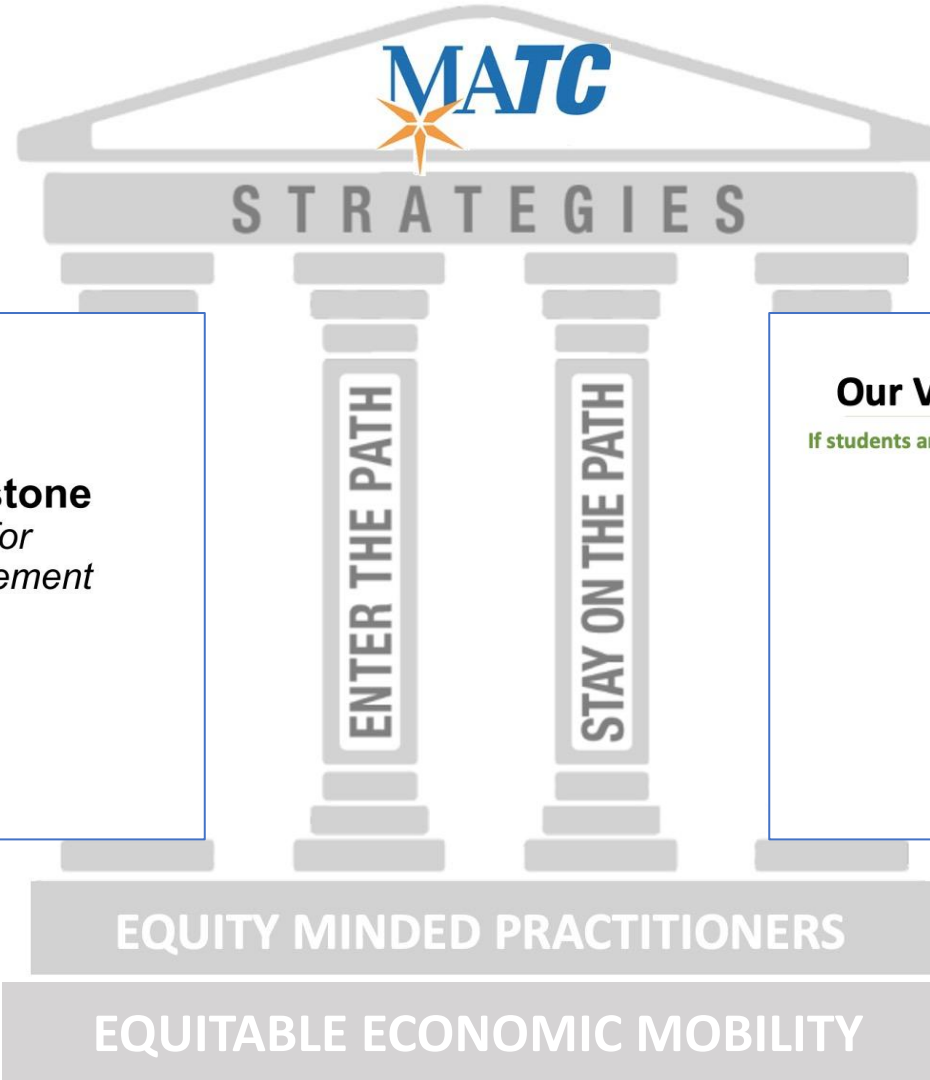 MATC
STRATEGIES
stone
for
ement
ENTER THE PATH
STAY ON THE PATH
Our V
If students ar
EQUITY MINDED PRACTITIONERS
EQUITABLE ECONOMIC MOBILITY